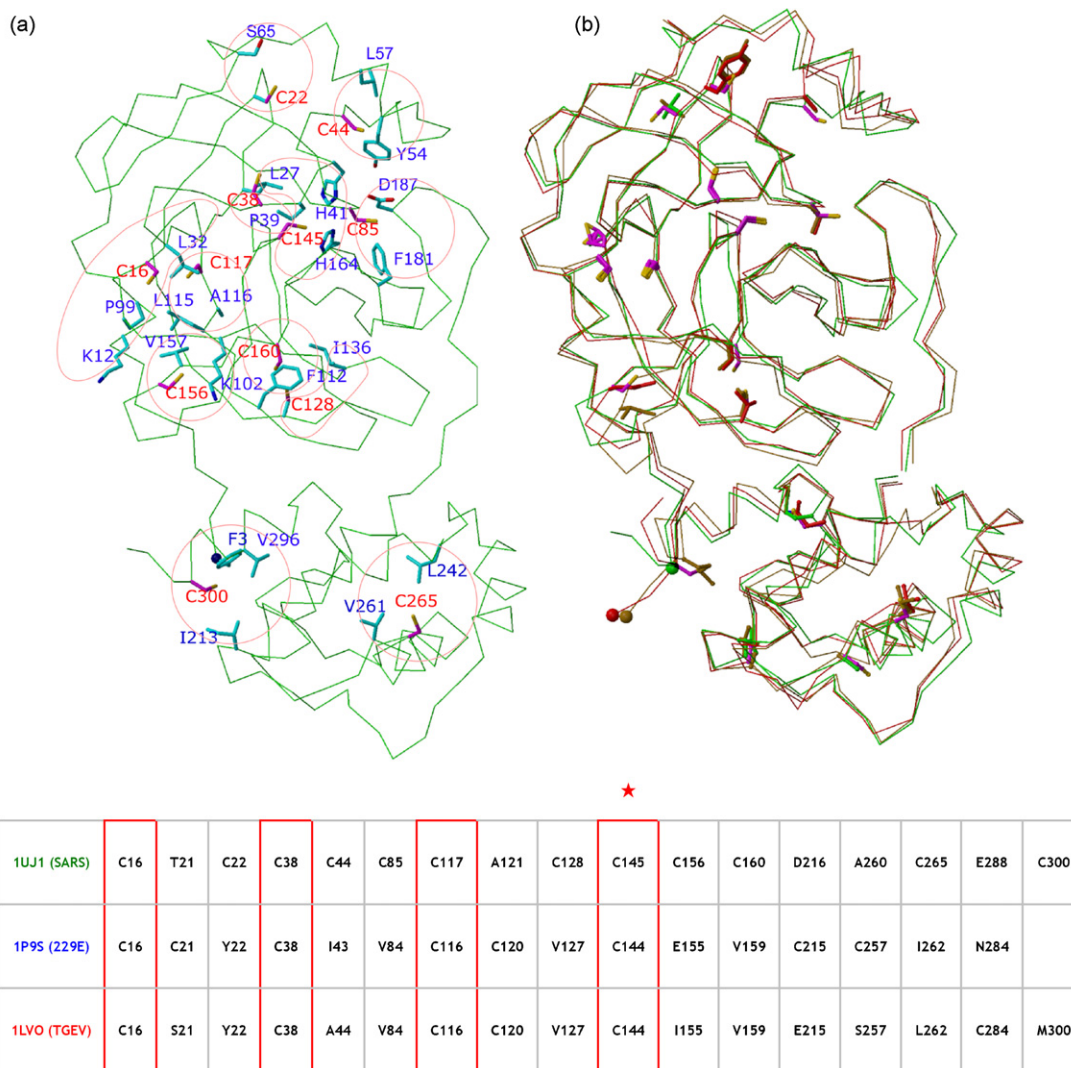 (a)
(b)
S65
L57
C22
C44
Y54
L27
D187
C38
P39
H41
C85
C145
L32
H164
F181
C16
C117
P99
L115
A116
V157
K12
C160
I136
K102
F112
C156
C128
F3
V296
L242
C300
V261
C265
I213
★
1UJ1 (SARS) C16 T21 C22 C38 C44 C85 C117 A121 C128 C145 C156 C160 D216 A260 C265 E288 C300
1P9S (229E) C16 C21 Y22 C38 I43 V84 C116 C120 V127 C144 E155 V159 C215 C257 I262 N284
1LVO (TGEV) C16 S21 Y22 C38 A44 V84 C116 C120 V127 C144 I155 V159 E215 S257 L262 C284 M300